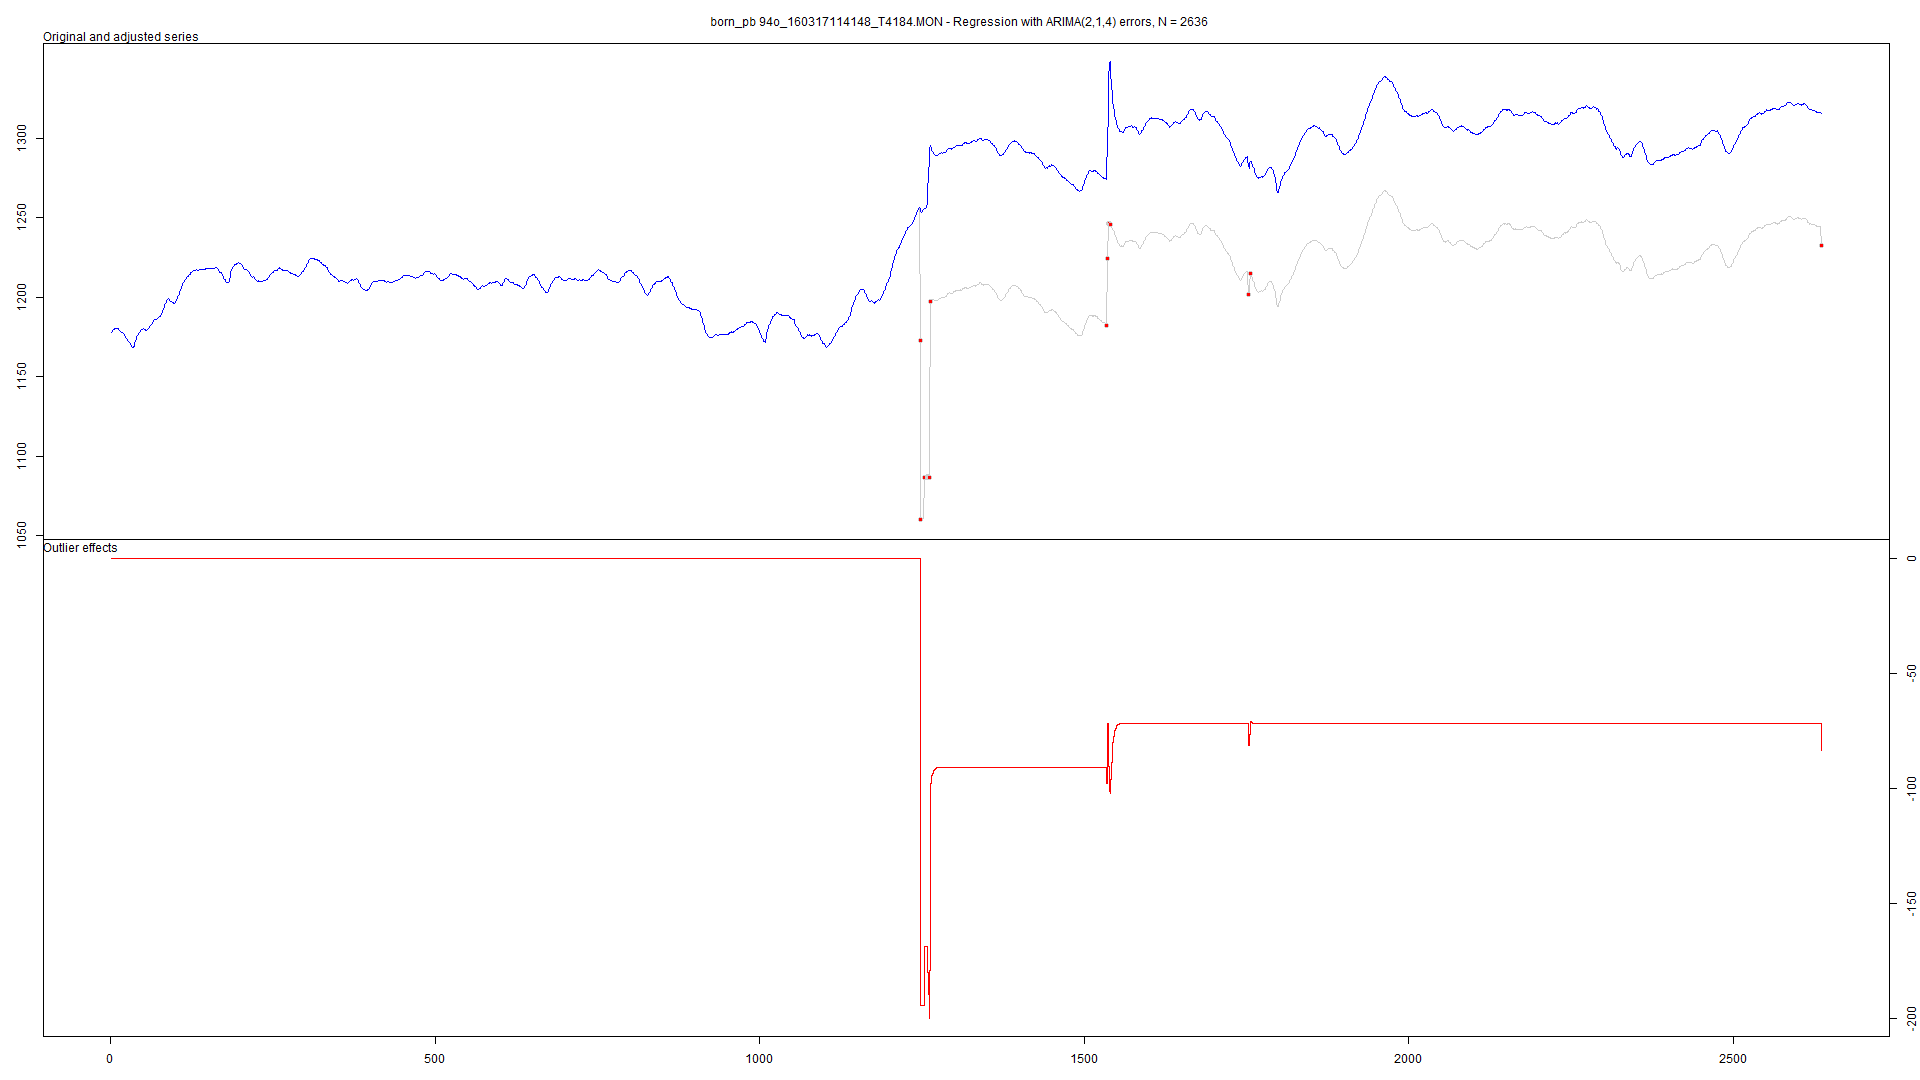 born_pb 94o_160317114148_T4184.MON - Regression with ARIMA(2,1,4) errors, N = 2636
Original and adjusted series
1300
1250
1200
1150
1100
1050
Outlier effects
0
-50
-100
-150
-200
0 500 1000 1500 2000 2500